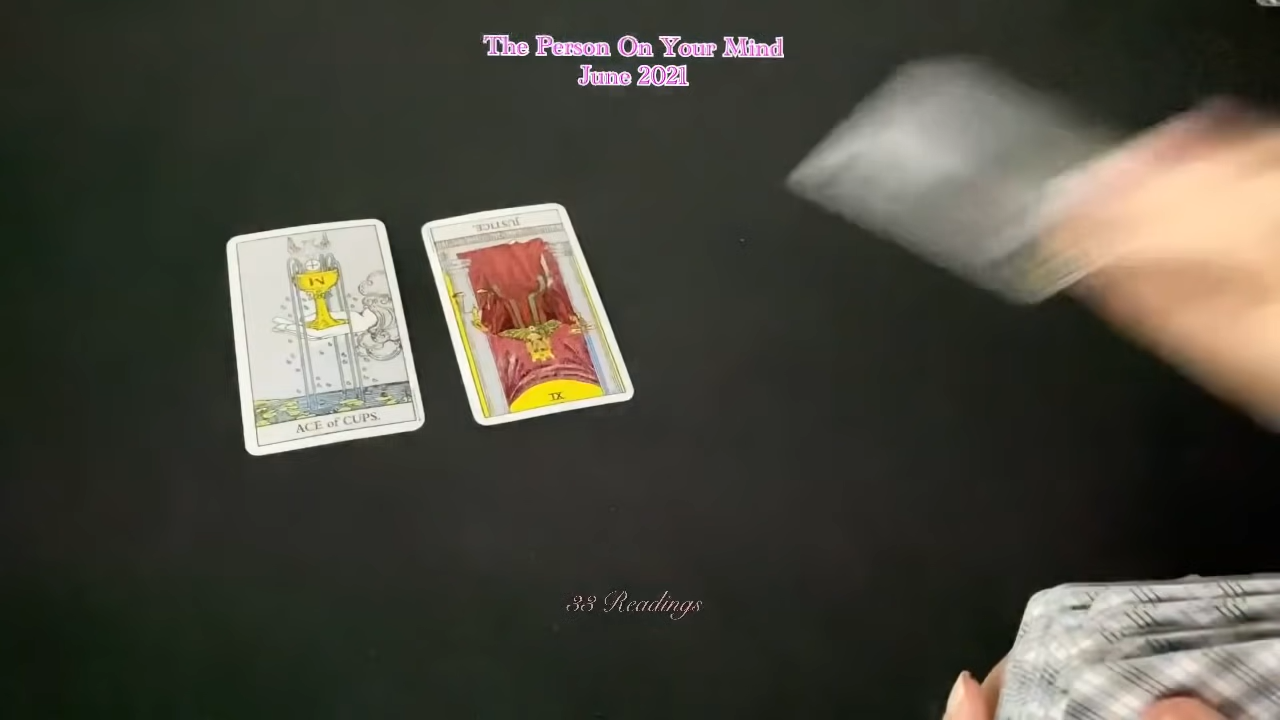 The Person On Your Mind
June 2021
JUSTICE.
XI
ACE of CUPS.
33 Readings